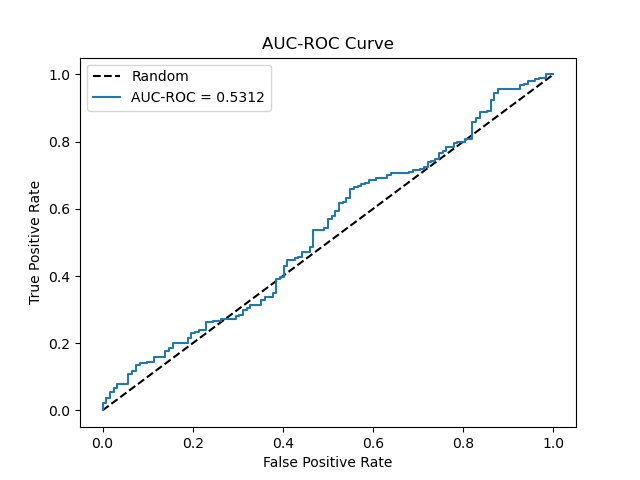 AUC-ROC Curve
Random
AUC-ROC = 0.5312
True Positive Rate
1.0
0.8
0.6
0.4
0.2
0.0
0.0 0.2 0.4 0.6 0.8 1.0
False Positive Rate